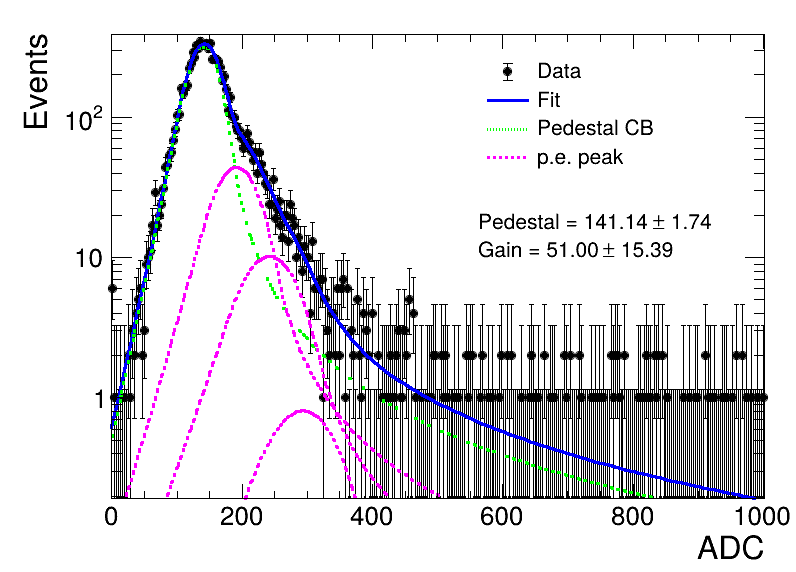 Events
Data
Fit
Pedestal CB
p.e. peak
Pedestal = 141.14 ± 1.74
Gain = 51.00 ± 15.39
10²
10
1
0 200 400 600 800 1000
ADC